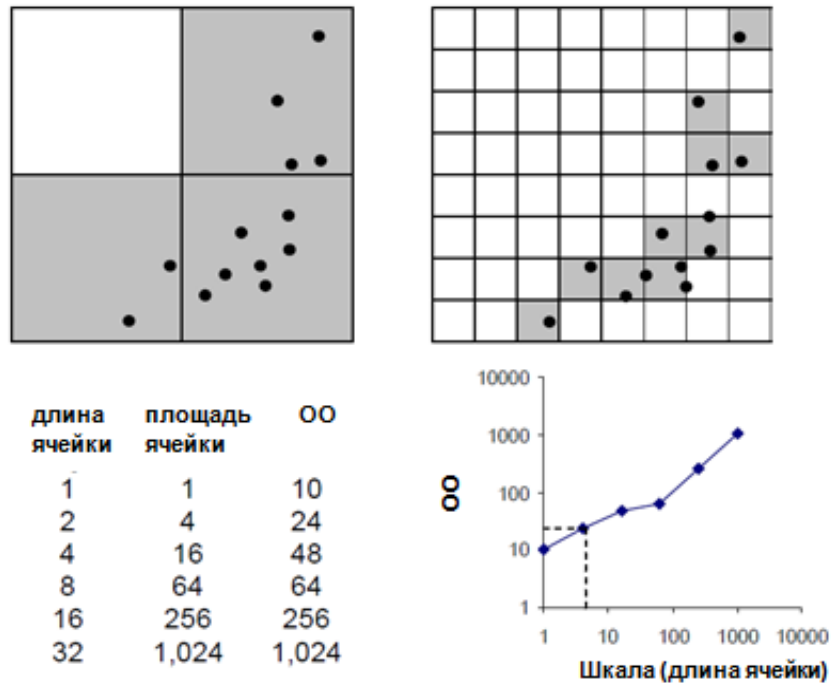 длина площадь ОО
ячейки ячейки
1 1 10
2 4 24
4 16 48
8 64 64
16 256 256
32 1,024 1,024
10000
1000
100
10
1
ОО
1 10 100 1000 10000
Шкала (длина ячейки)